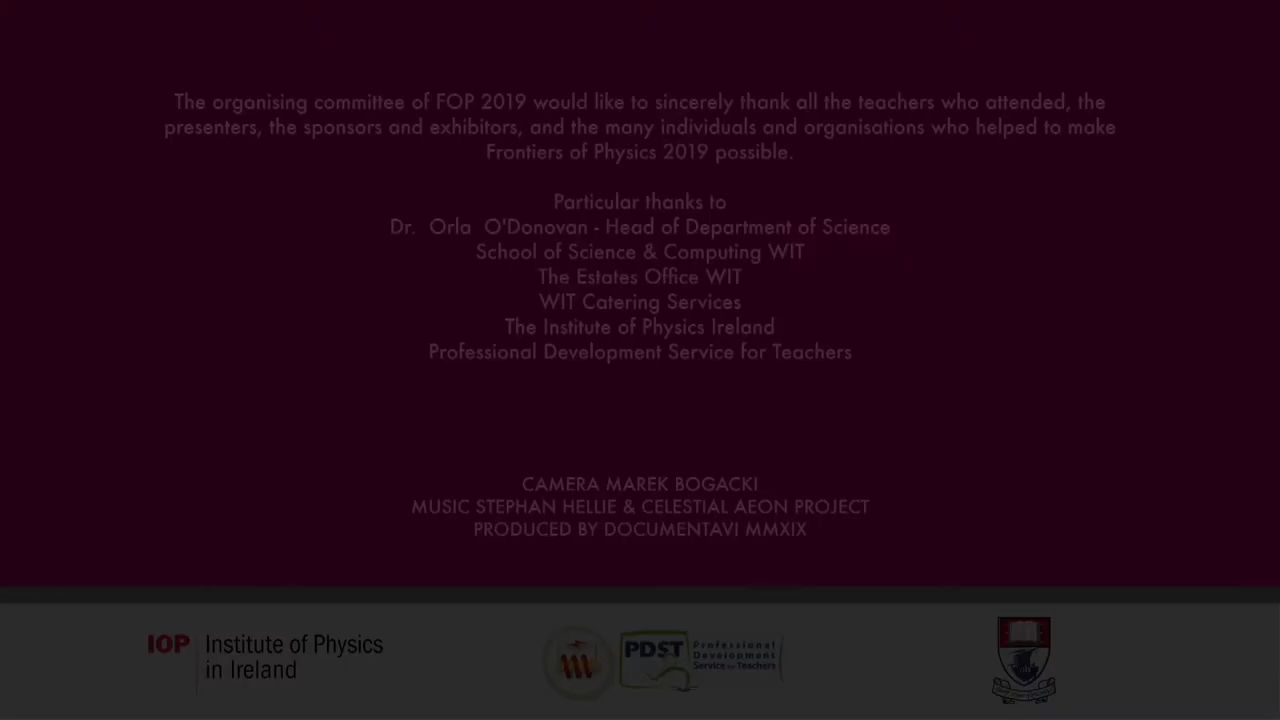 The organising committee of FOP 2019 would like to sincerely thank all the teachers who attended, the
presenters, the sponsors and exhibitors, and the many individuals and organisations who helped to make
Frontiers of Physics 2019 possible.
Particular thanks to
Dr. Orla O'Donovan - Head of Department of Science
School of Science & Computing WIT
The Estates Office WIT
WIT Catering Services
The Institute of Physics Ireland
Professional Development Service for Teachers
CAMERA MAREK BOGACKI
MUSIC STEPHAN HELLIE & CELESTIAL AEON PROJECT
PRODUCED BY DOCUMENTAVI MMXIX
IOP Institute of Physics
in Ireland
PDST
Professional
Development
Service for Teachers